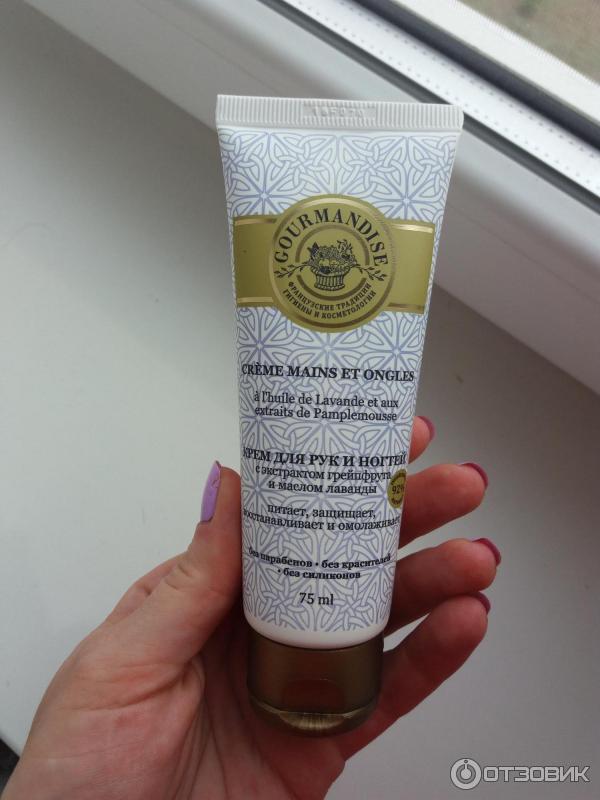 GOURMANDISE
ФРАНЦУЗСКИЕ ТРАДИЦИИ
ГИГИЕНЫ И КОСМЕТОЛОГИИ
CRÈME MAINS ET ONGLES
à l'huile de Lavande et aux
extraits de Pamplemousse
КРЕМ ДЛЯ РУК И НОГТЕЙ
с экстрактом грейпфрута
и маслом лаванды
92%
питает, защищает,
восстанавливает и омолаживает
без парабенов • без красителей
• без силиконов
75 ml
ОТЗОВИК